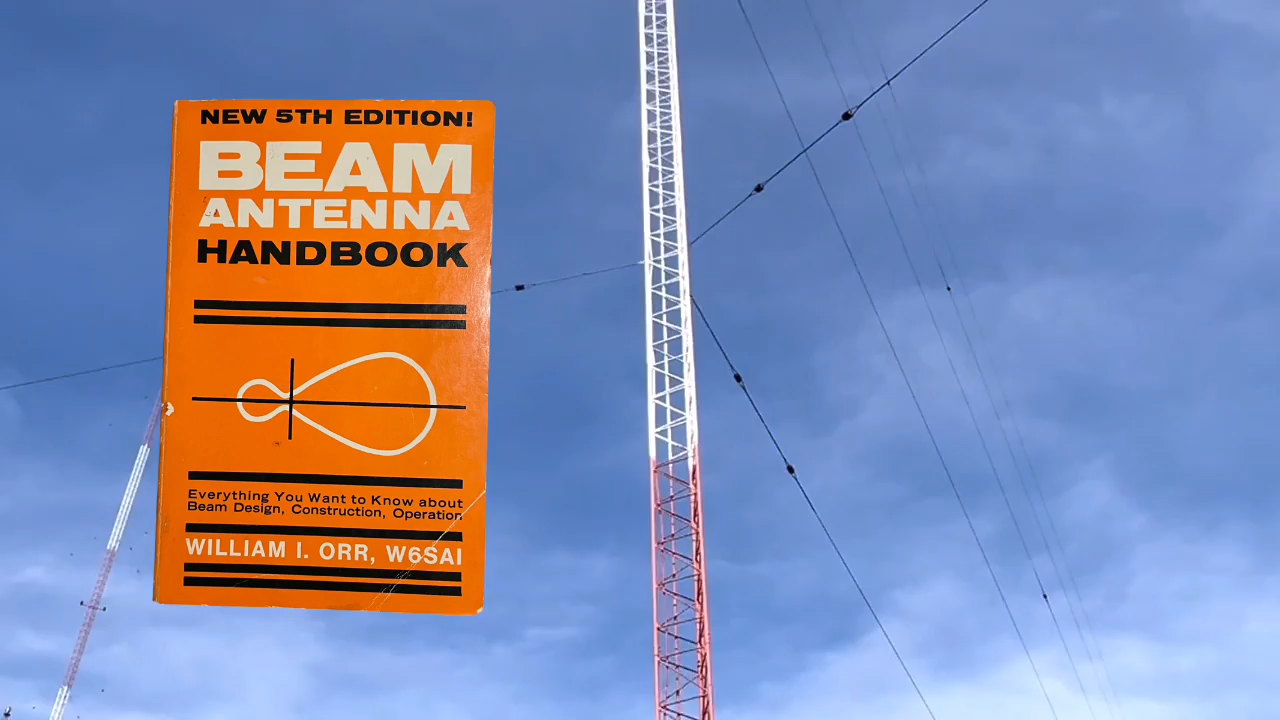 NEW 5TH EDITION!
BEAM
ANTENNA
HANDBOOK
Everything You Want to Know about
Beam Design, Construction, Operation
WILLIAM I. ORR, W6SAI